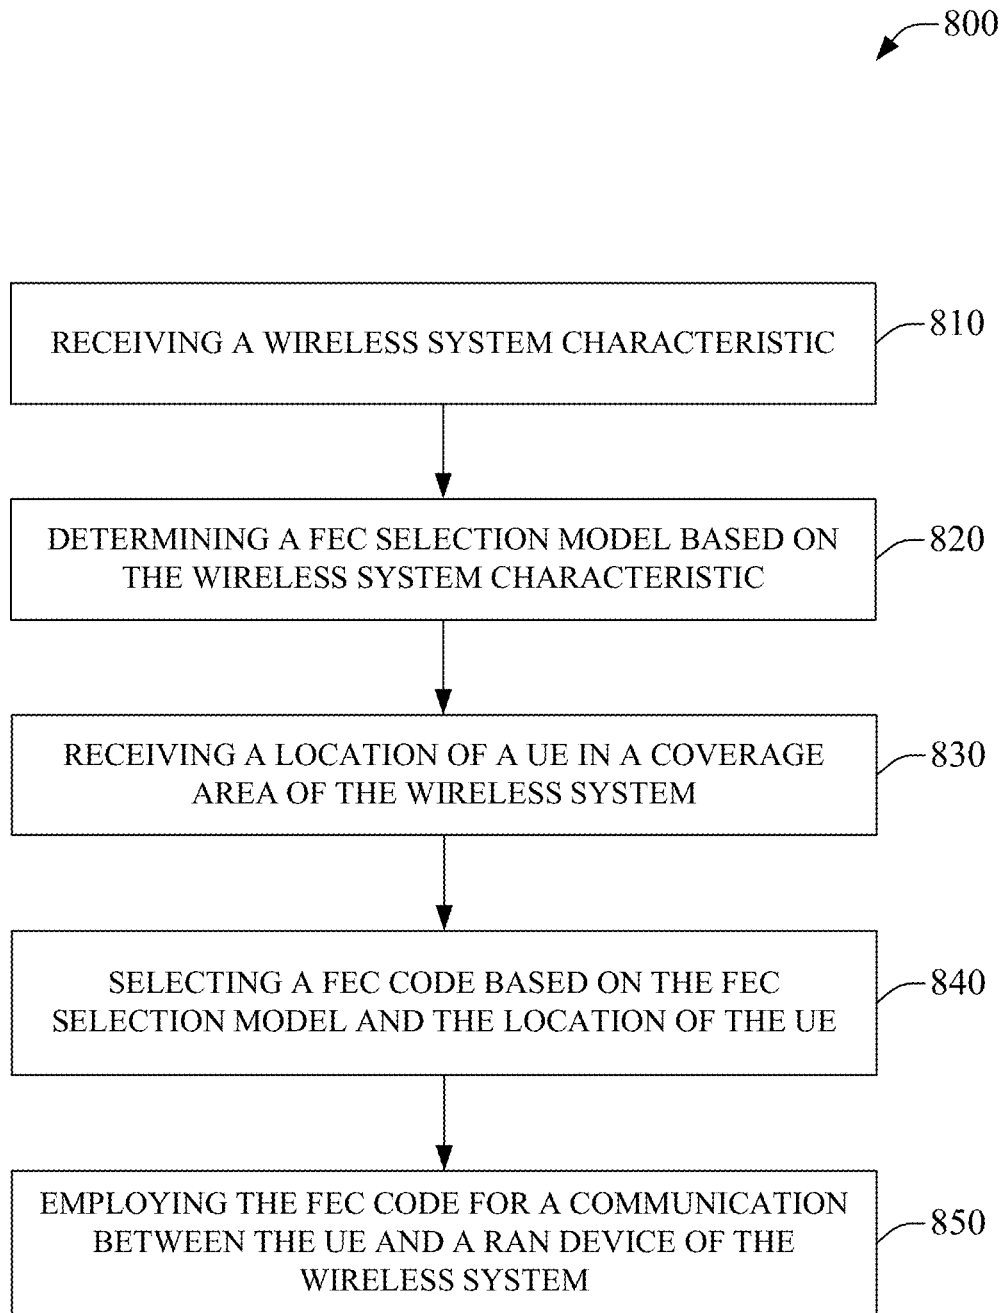 800
RECEIVING A WIRELESS SYSTEM CHARACTERISTIC
810
DETERMINING A FEC SELECTION MODEL BASED ON
THE WIRELESS SYSTEM CHARACTERISTIC
820
RECEIVING A LOCATION OF A UE IN A COVERAGE
AREA OF THE WIRELESS SYSTEM
830
SELECTING A FEC CODE BASED ON THE FEC
SELECTION MODEL AND THE LOCATION OF THE UE
840
EMPLOYING THE FEC CODE FOR A COMMUNICATION
BETWEEN THE UE AND A RAN DEVICE OF THE
WIRELESS SYSTEM
850